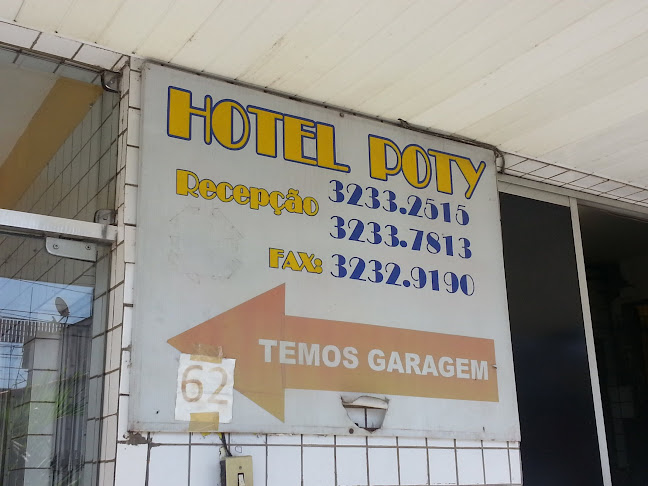 HOTEL POTY
Recepção 3233.2515
3233.7813
FAX: 3232.9190
TEMOS GARAGEM
62